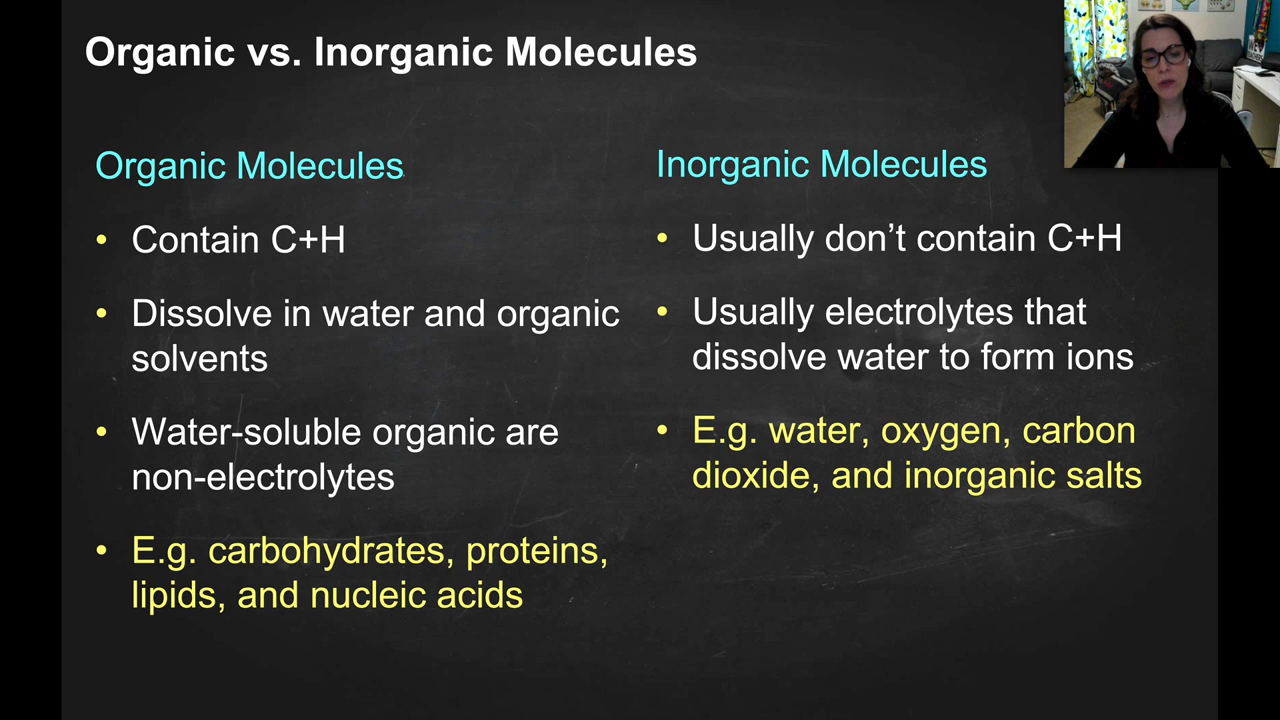 Organic vs. Inorganic Molecules
Organic Molecules
• Contain C+H
• Dissolve in water and organic
solvents
• Water-soluble organic are
non-electrolytes
• E.g. carbohydrates, proteins,
lipids, and nucleic acids
Inorganic Molecules
• Usually don’t contain C+H
• Usually electrolytes that
dissolve water to form ions
• E.g. water, oxygen, carbon
dioxide, and inorganic salts